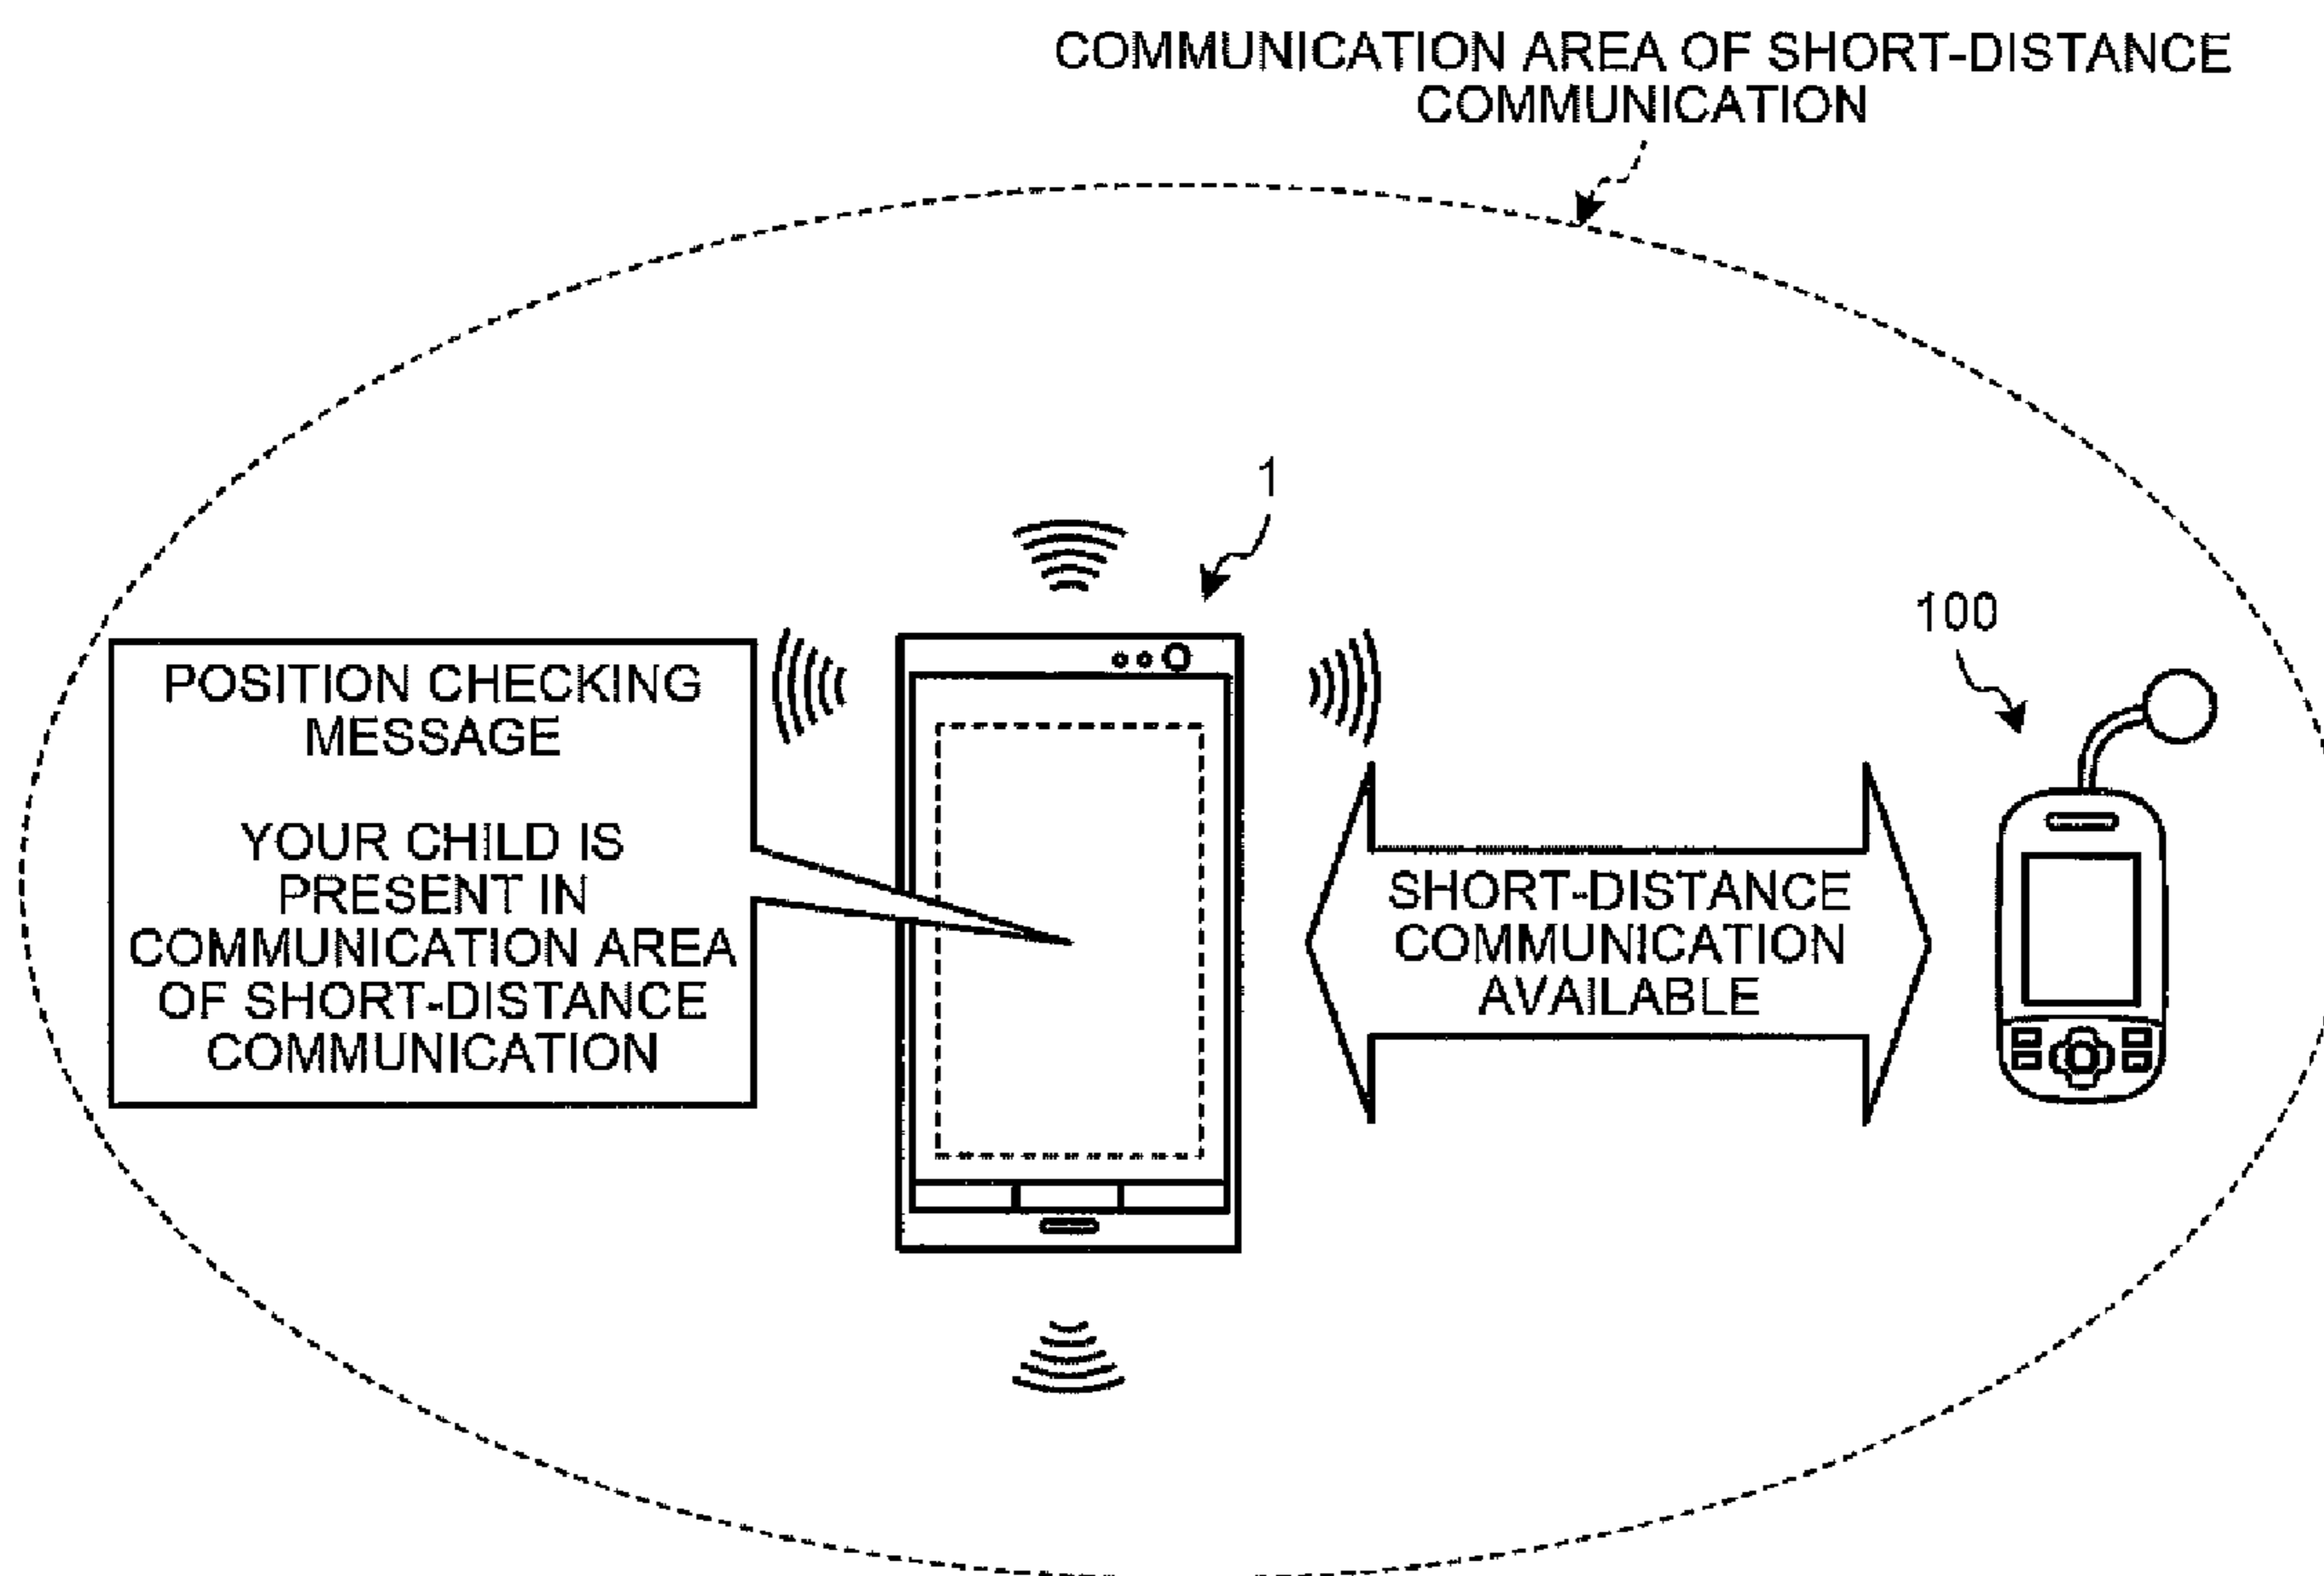 COMMUNICATION AREA OF SHORT-DISTANCE
COMMUNICATION
1
100
POSITION CHECKING
MESSAGE
YOUR CHILD IS
PRESENT IN
COMMUNICATION AREA
OF SHORT-DISTANCE
COMMUNICATION
SHORT-DISTANCE
COMMUNICATION
AVAILABLE